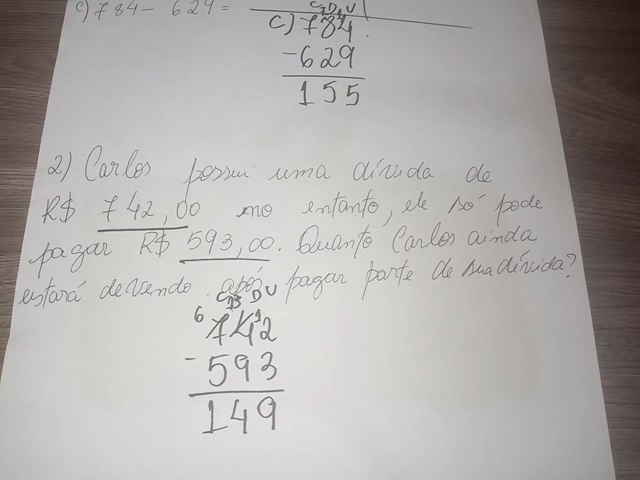 c) 784 - 629 =
C D U
c) 784
-629
155
2) Carlos possui uma dívida de
R$ 742,00 no entanto, ele só pode
pagar R$ 593,00. Quanto Carlos ainda
estará devendo após pagar parte de sua dívida?
C D U
742
-593
149